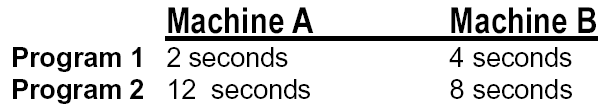 Machine A Machine B
Program 1 2 seconds 4 seconds
Program 2 12 seconds 8 seconds